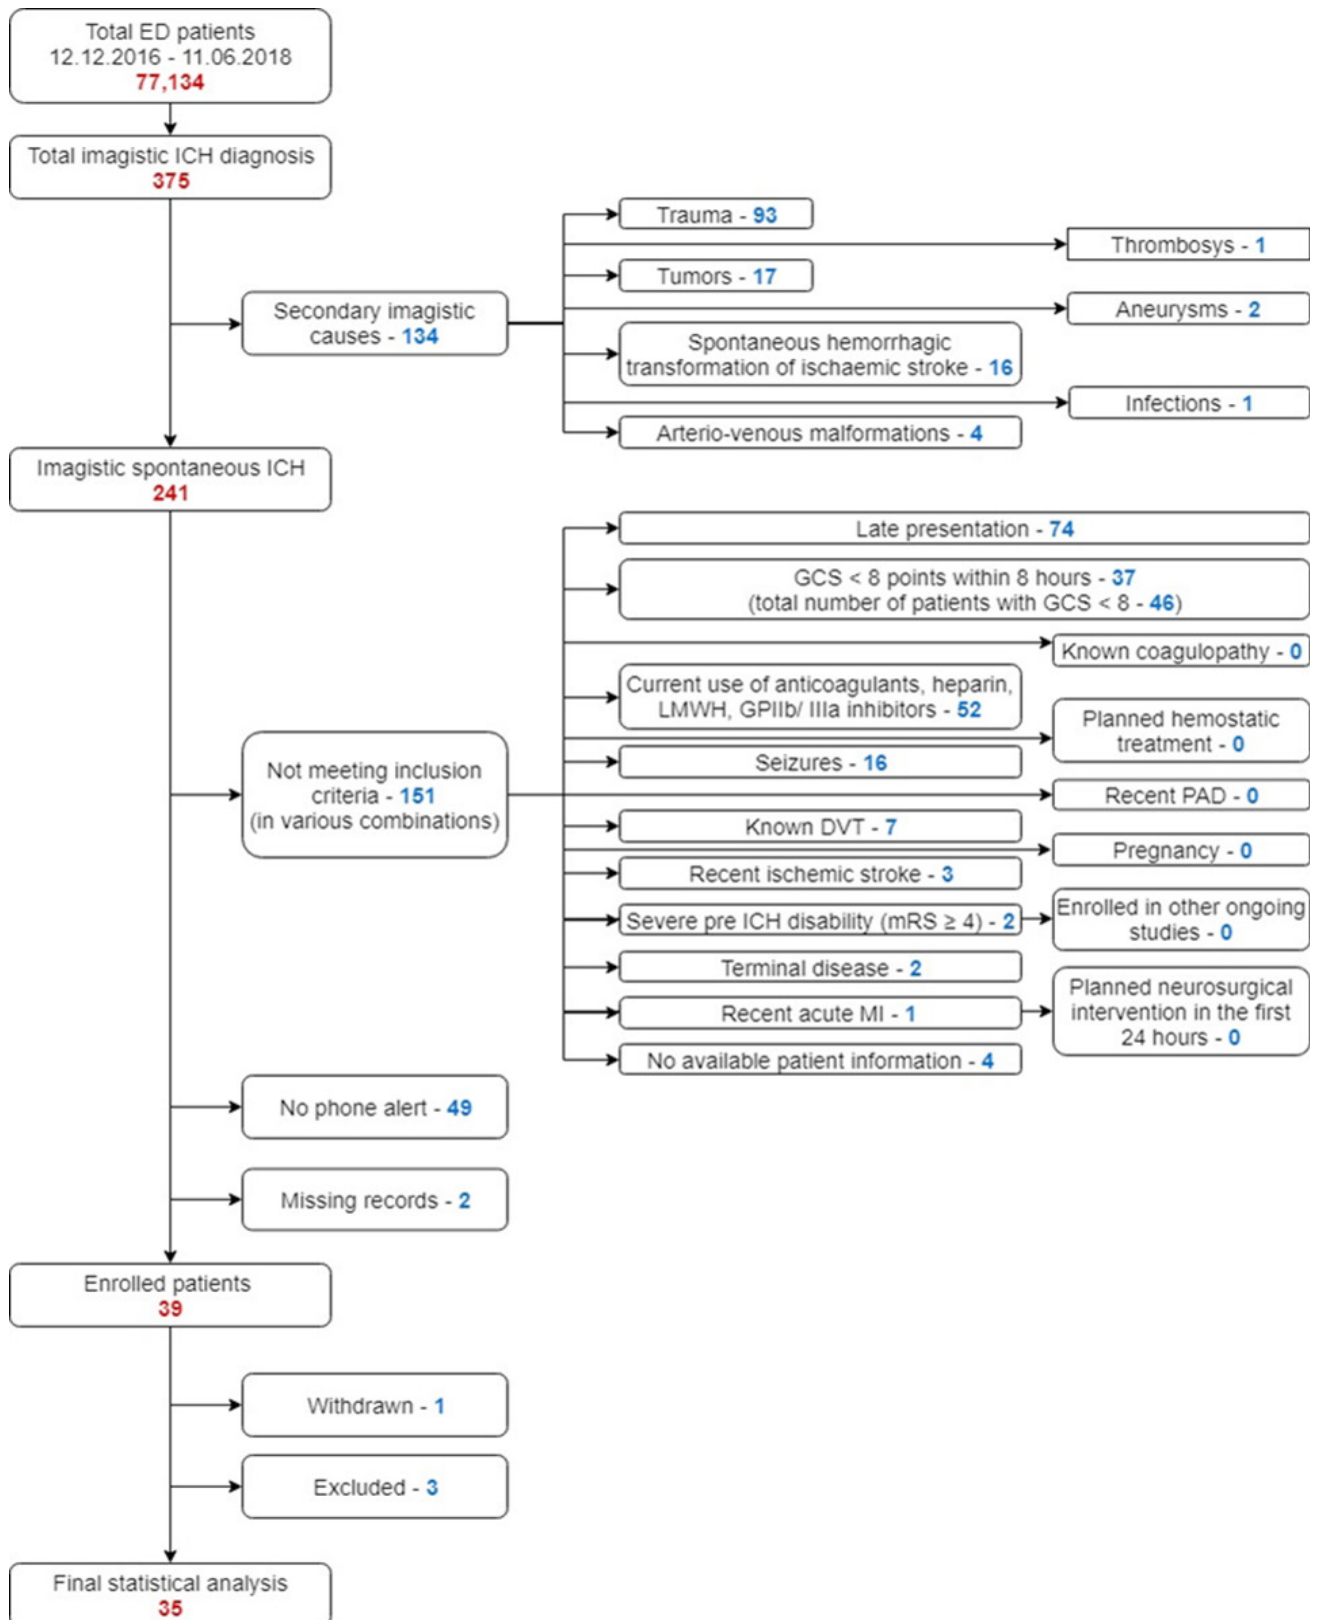 Total ED patients
12.12.2016 - 11.06.2018
77,134
Total imagistic ICH diagnosis
375
Secondary imagistic
causes - 134
Trauma - 93
Thrombosys - 1
Tumors - 17
Aneurysms - 2
Spontaneous hemorrhagic
transformation of ischaemic stroke - 16
Infections - 1
Arterio-venous malformations - 4
Imagistic spontaneous ICH
241
Not meeting inclusion
criteria - 151
(in various combinations)
Late presentation - 74
GCS < 8 points within 8 hours - 37
(total number of patients with GCS < 8 - 46)
Known coagulopathy - 0
Current use of anticoagulants, heparin,
LMWH, GPIIb/ IIIa inhibitors - 52
Planned hemostatic
treatment - 0
Seizures - 16
Recent PAD - 0
Known DVT - 7
Pregnancy - 0
Recent ischemic stroke - 3
Severe pre ICH disability (mRS ≥ 4) - 2
Enrolled in other ongoing
studies - 0
Terminal disease - 2
Recent acute MI - 1
Planned neurosurgical
intervention in the first
24 hours - 0
No available patient information - 4
No phone alert - 49
Missing records - 2
Enrolled patients
39
Withdrawn - 1
Excluded - 3
Final statistical analysis
35